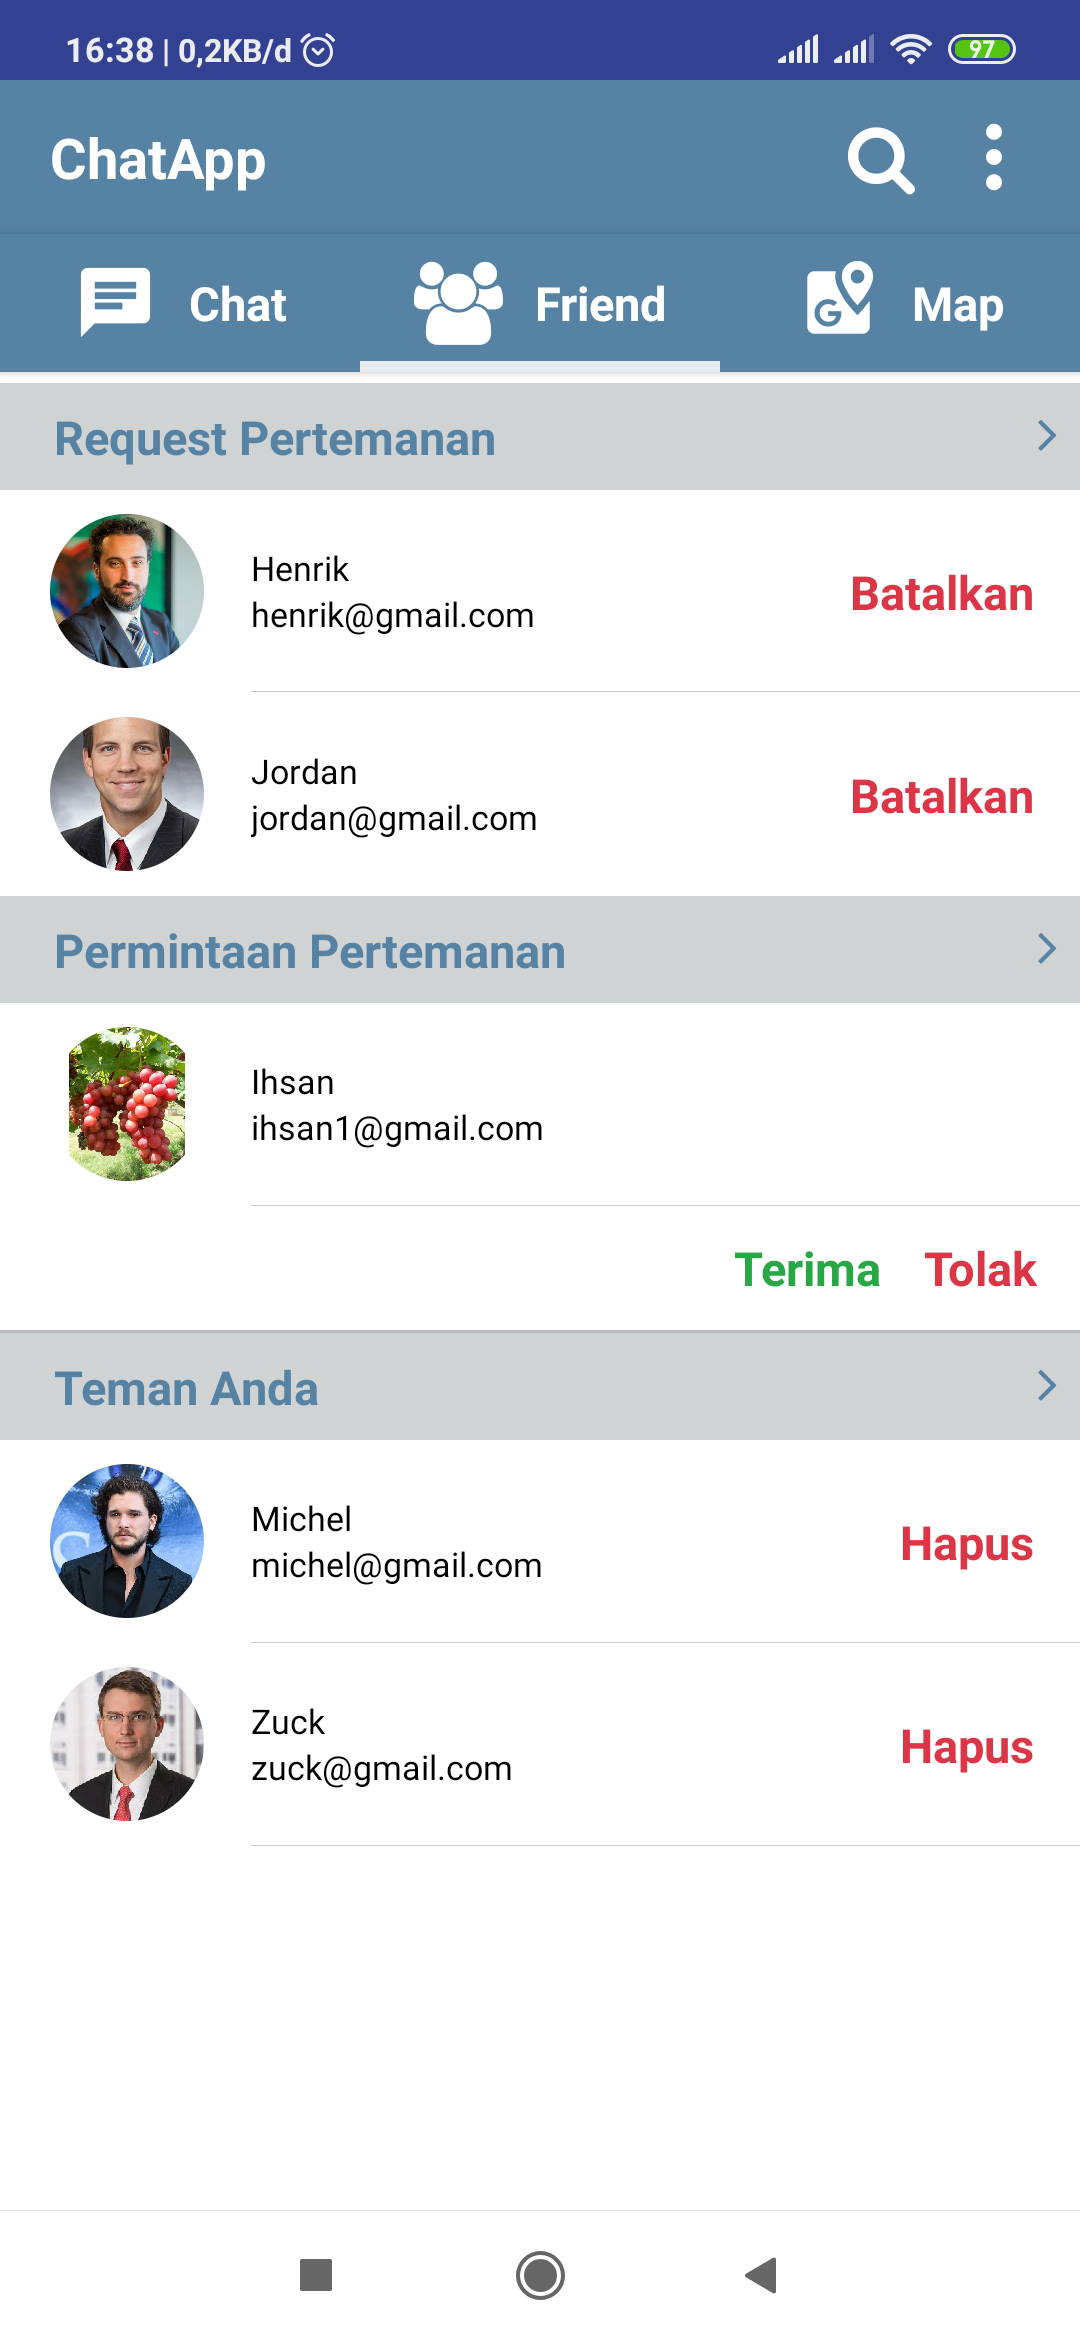 16:38 | 0,2KB/d
97
ChatApp
Chat Friend Map
Request Pertemanan
Henrik
henrik@gmail.com
Batalkan
Jordan
jordan@gmail.com
Batalkan
Permintaan Pertemanan
Ihsan
ihsan1@gmail.com
Terima Tolak
Teman Anda
Michel
michel@gmail.com
Hapus
Zuck
zuck@gmail.com
Hapus